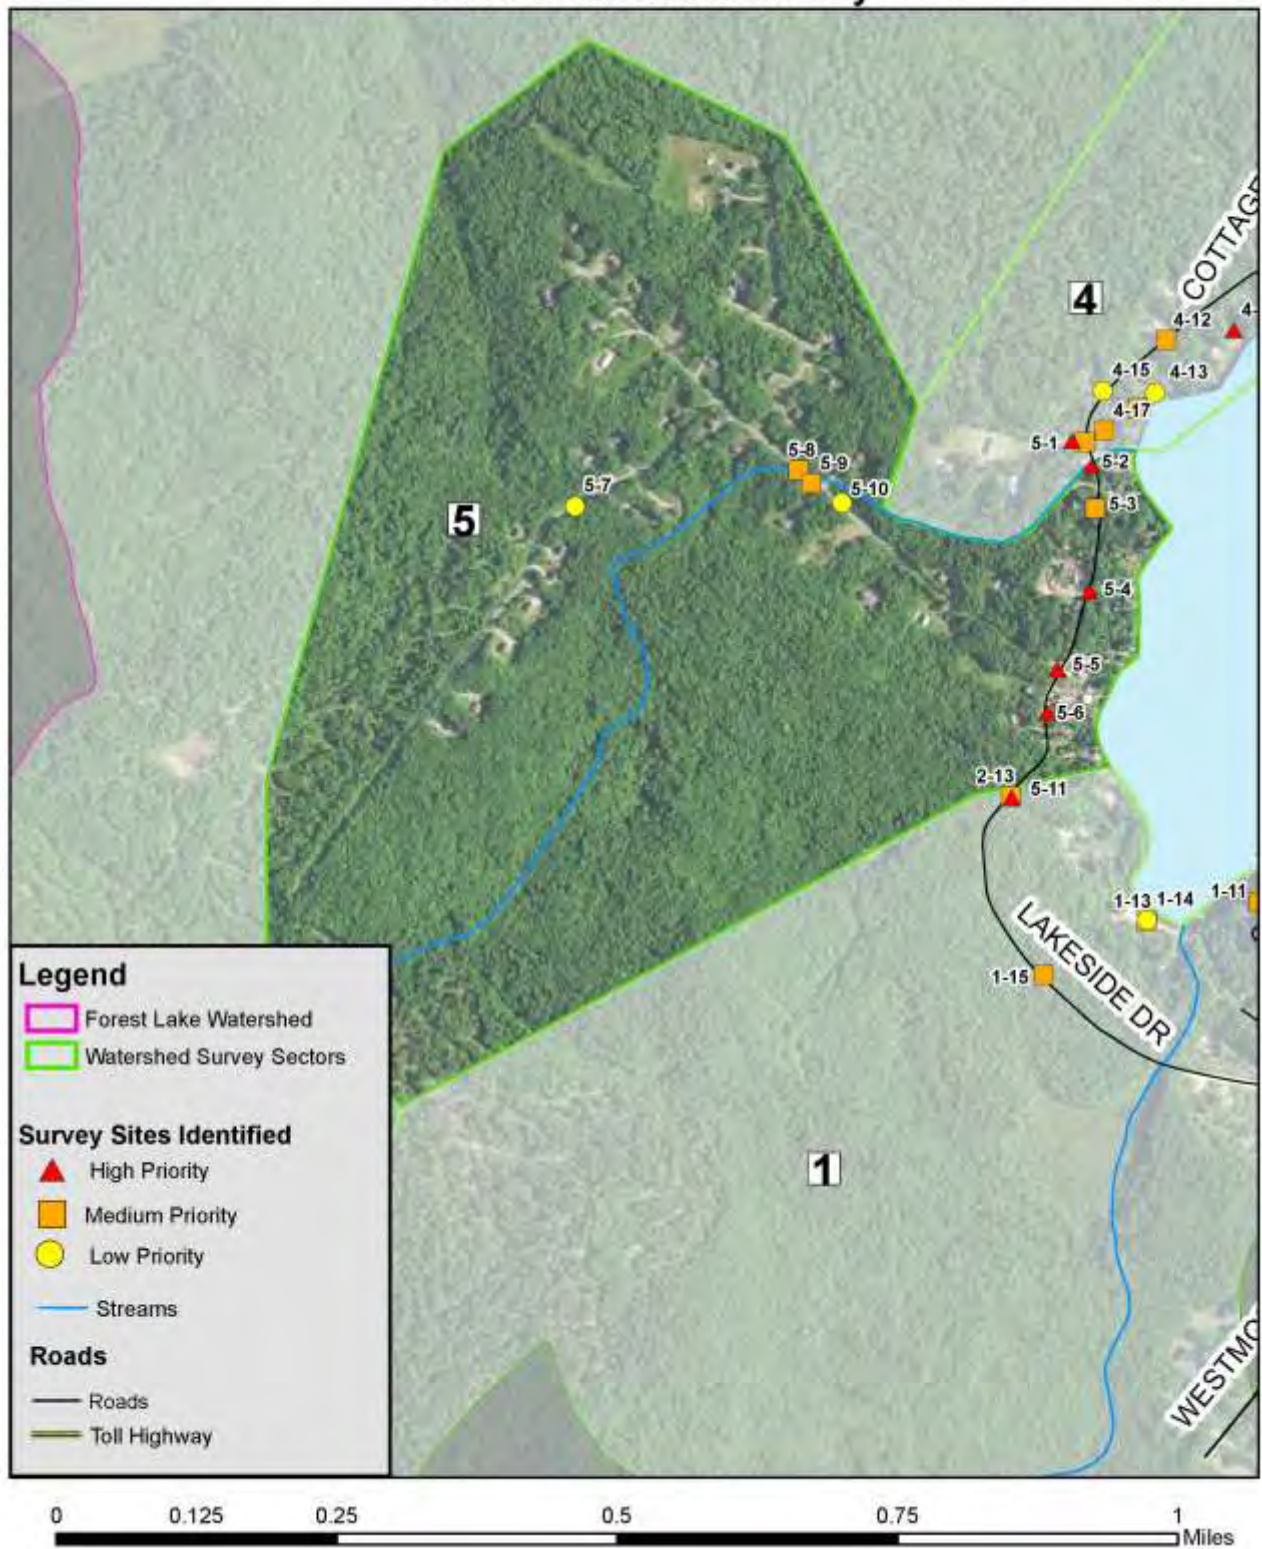 COTTAGE
4
4-12
4-
4-15
4-13
4-17
5-1
5-2
5-8
5-9
5-7
5-10
5
5-3
5-4
5-5
5-6
2-13
5-11
1-13
1-14
1-11
LAKESIDE DR
1-15
1
WESTMO
Legend
Forest Lake Watershed
Watershed Survey Sectors
Survey Sites Identified
High Priority
Medium Priority
Low Priority
Streams
Roads
Roads
Toll Highway
0 0.125 0.25 0.5 0.75 1
Miles